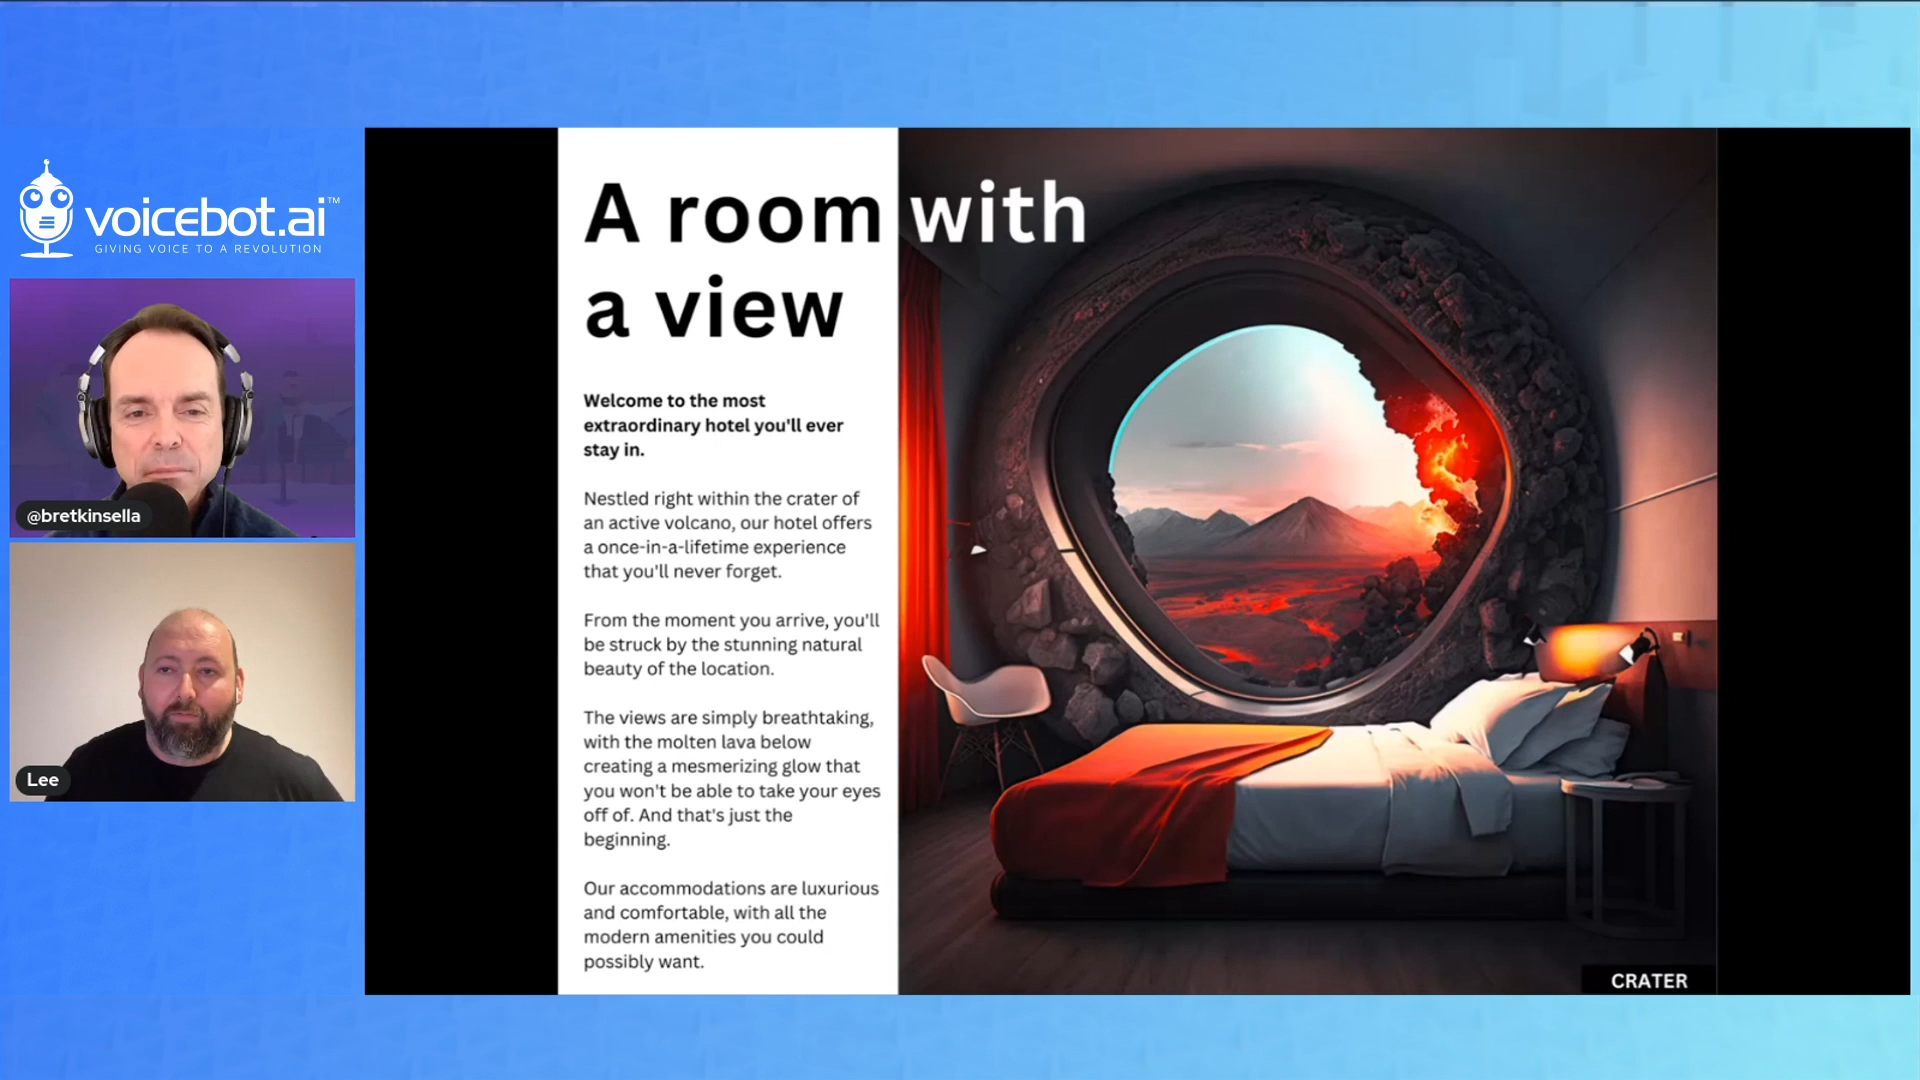 voicebot.ai™
GIVING VOICE TO A REVOLUTION
@bretkinsella
Lee
A room with
a view
Welcome to the most
extraordinary hotel you'll ever
stay in.
Nestled right within the crater of
an active volcano, our hotel offers
a once-in-a-lifetime experience
that you'll never forget.
From the moment you arrive, you'll
be struck by the stunning natural
beauty of the location.
The views are simply breathtaking,
with the molten lava below
creating a mesmerizing glow that
you won't be able to take your eyes
off of. And that's just the
beginning.
Our accommodations are luxurious
and comfortable, with all the
modern amenities you could
possibly want.
CRATER